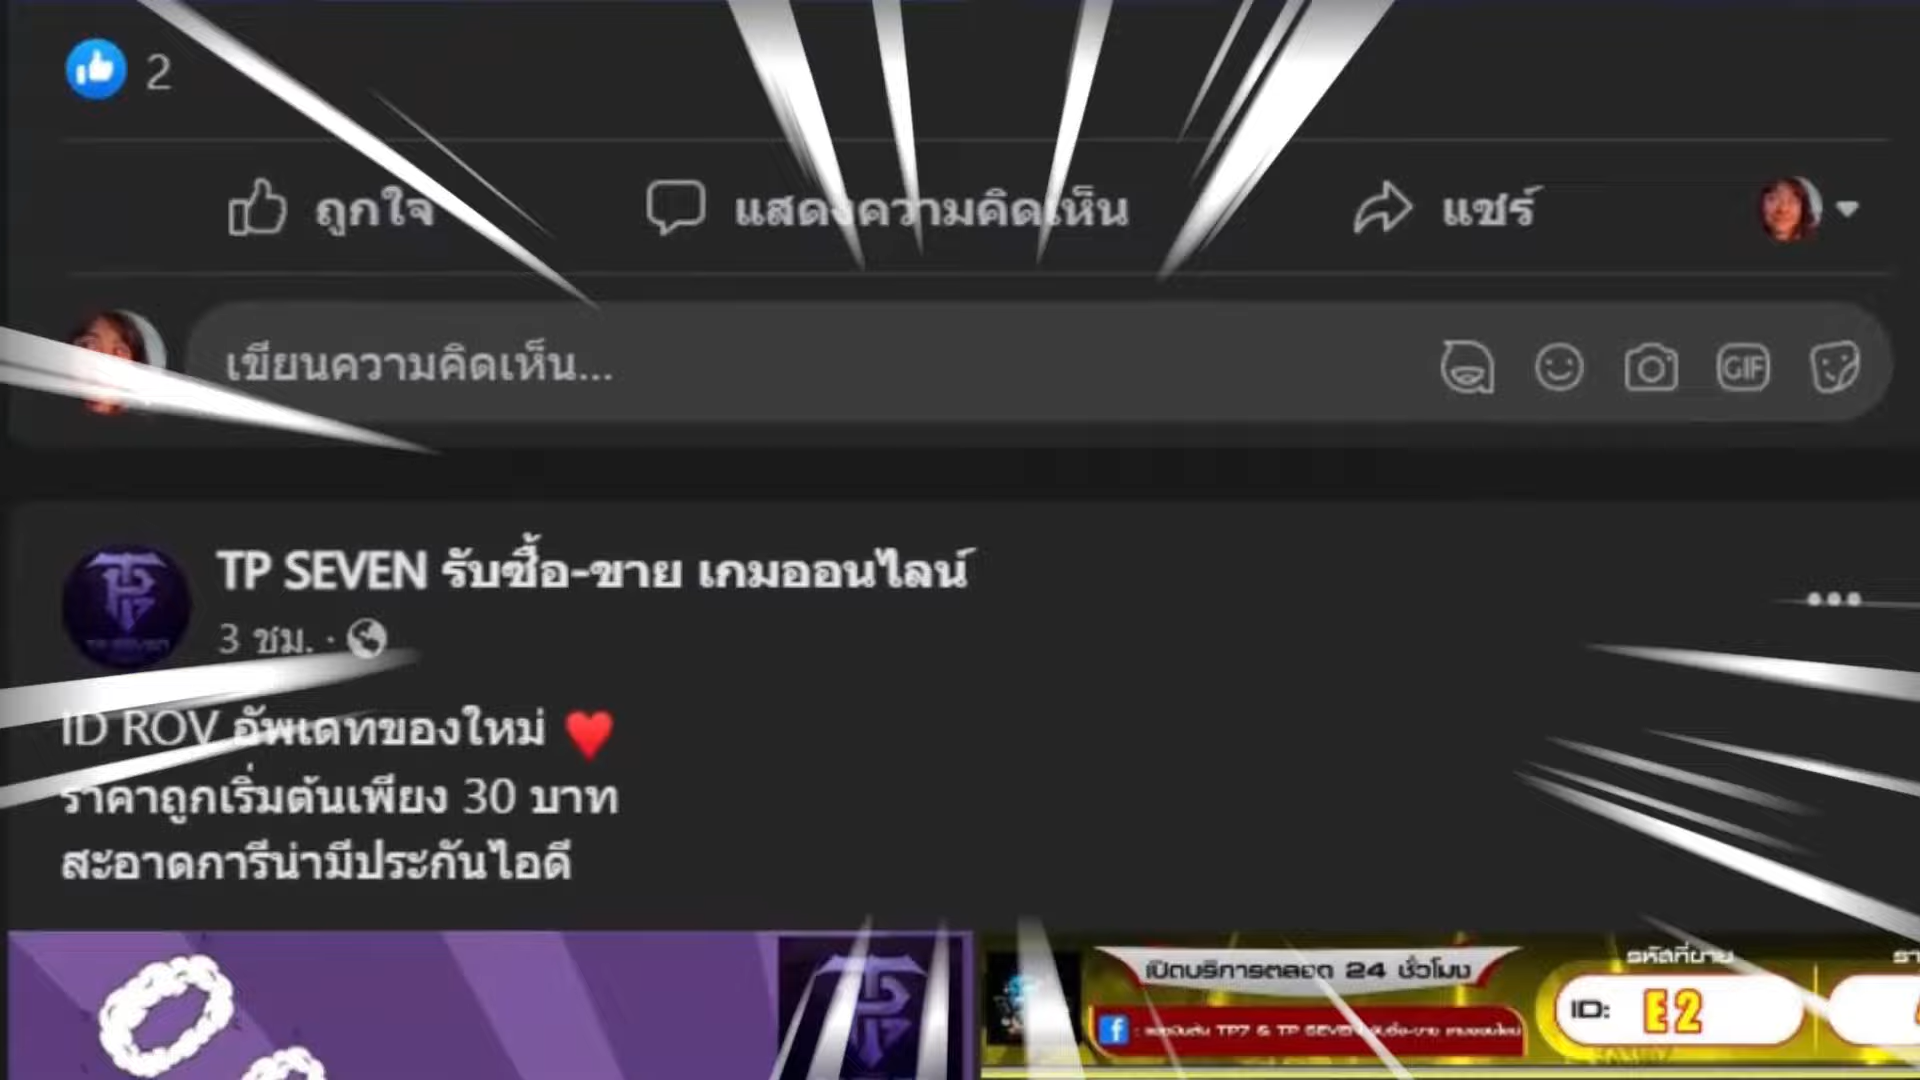 2
ถูกใจ
แสดงความคิดเห็น
แชร์
เขียนความคิดเห็น...
GIF
TP SEVEN รับซื้อ-ขาย เกมออนไลน์
3 ชม.
ID ROV อัพเดทของใหม่
ราคาถูกเริ่มต้นเพียง 30 บาท
สะอาดการีน่ามีประกันไอดี
เปิดบริการตลอด 24 ชั่วโมง
TP7 & TP SEVEN
รหัสที่ขาย
ID: E2